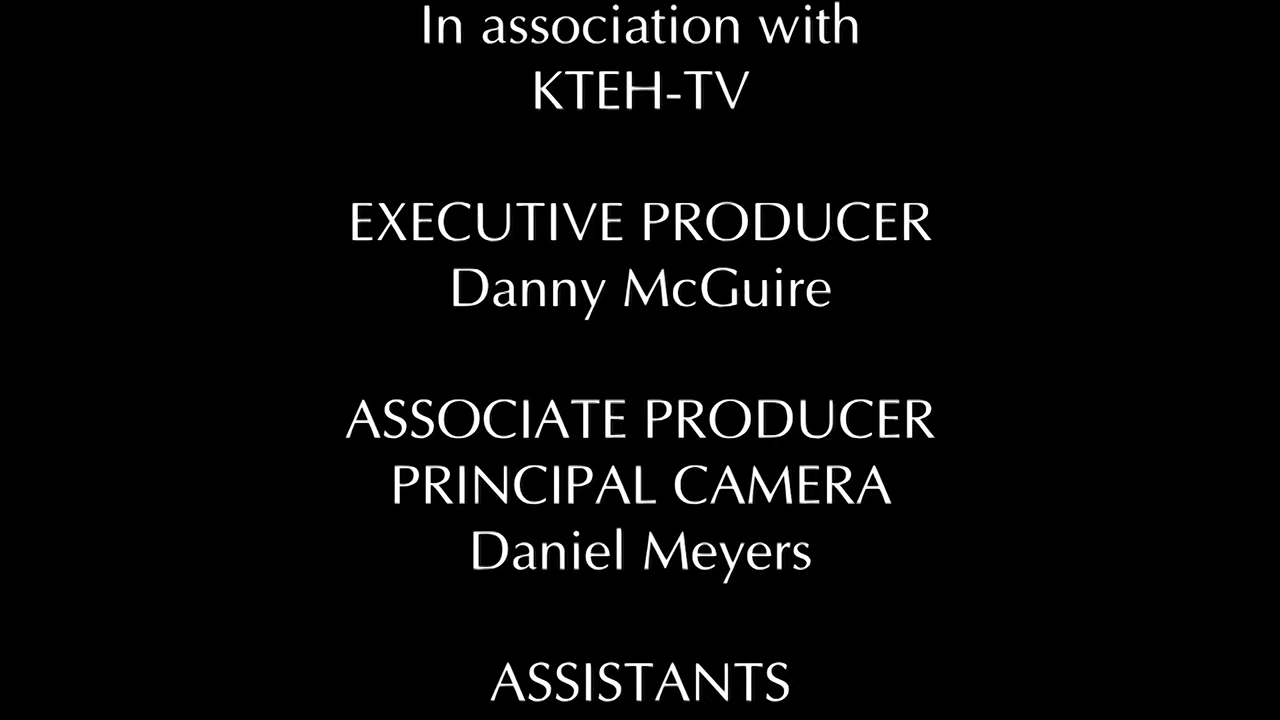 In association with
KTEH-TV
EXECUTIVE PRODUCER
Danny McGuire
ASSOCIATE PRODUCER
PRINCIPAL CAMERA
Daniel Meyers
ASSISTANTS